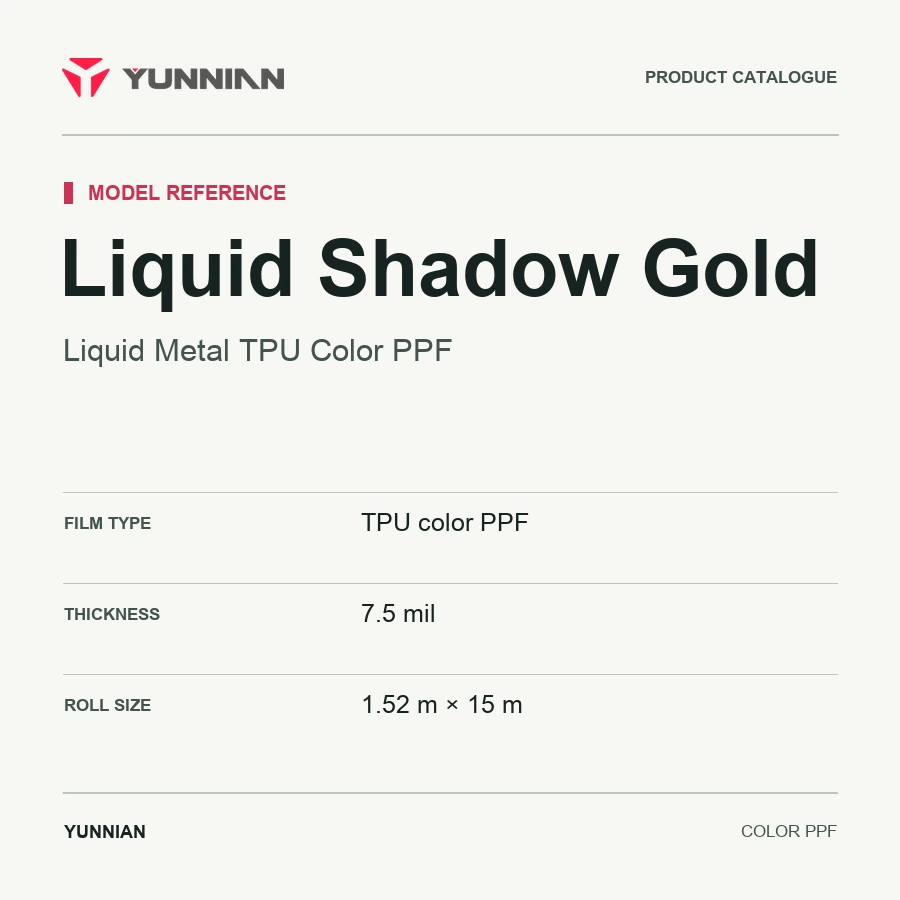 YUNNIAN
PRODUCT CATALOGUE
MODEL REFERENCE
Liquid Shadow Gold
Liquid Metal TPU Color PPF
FILM TYPE TPU color PPF
THICKNESS 7.5 mil
ROLL SIZE 1.52 m × 15 m
YUNNIAN
COLOR PPF